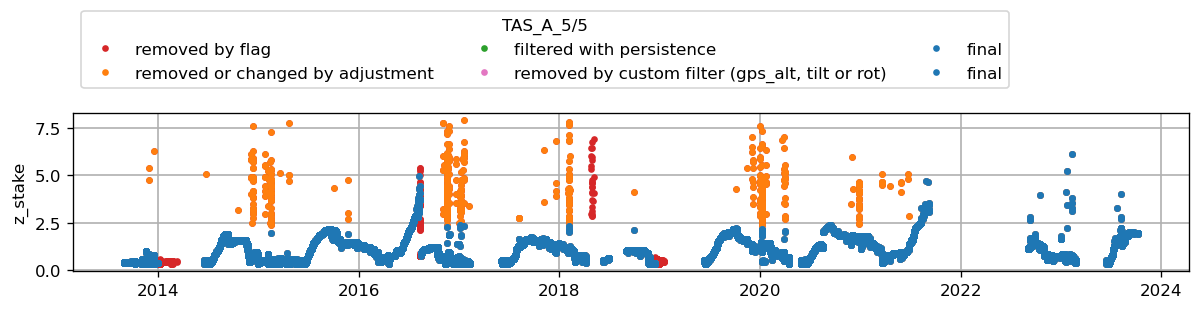 TAS_A_5/5
removed by flag
filtered with persistence
final
removed or changed by adjustment
removed by custom filter (gps_alt, tilt or rot)
final
z_stake
7.5
5.0
2.5
0.0
2014
2016
2018
2020
2022
2024